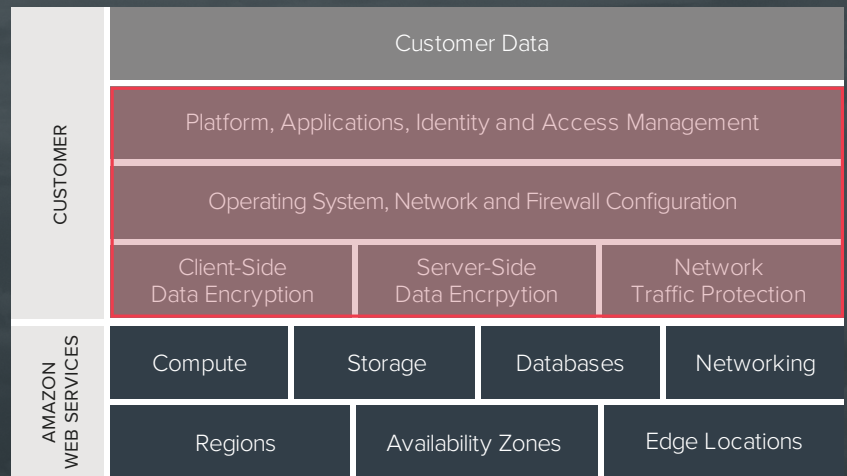 Customer Data
CUSTOMER
Platform, Applications, Identity and Access Management
Operating System, Network and Firewall Configuration
Client-Side
Data Encryption
Server-Side
Data Encrpytion
Network
Traffic Protection
AMAZON
WEB SERVICES
Compute
Storage
Databases
Networking
Regions
Availability Zones
Edge Locations